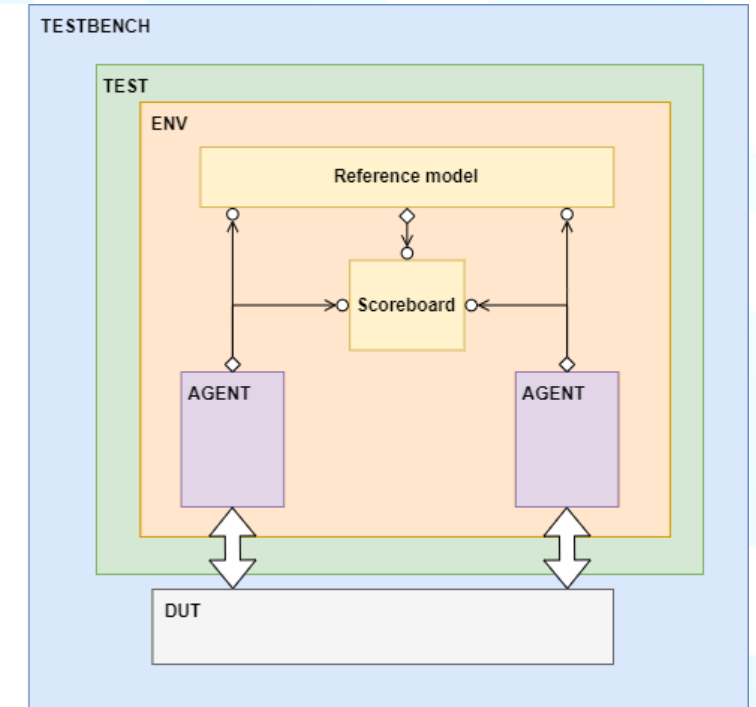 TESTBENCH
TEST
ENV
Reference model
Scoreboard
AGENT
AGENT
DUT